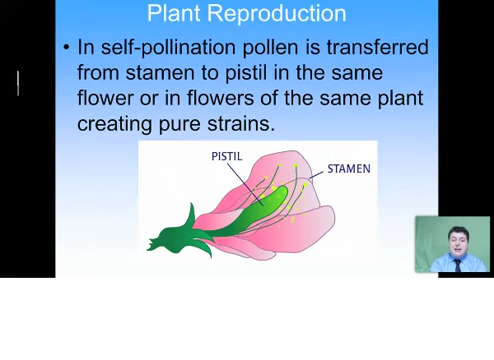 Plant Reproduction
• In self-pollination pollen is transferred
from stamen to pistil in the same
flower or in flowers of the same plant
creating pure strains.
PISTIL
STAMEN